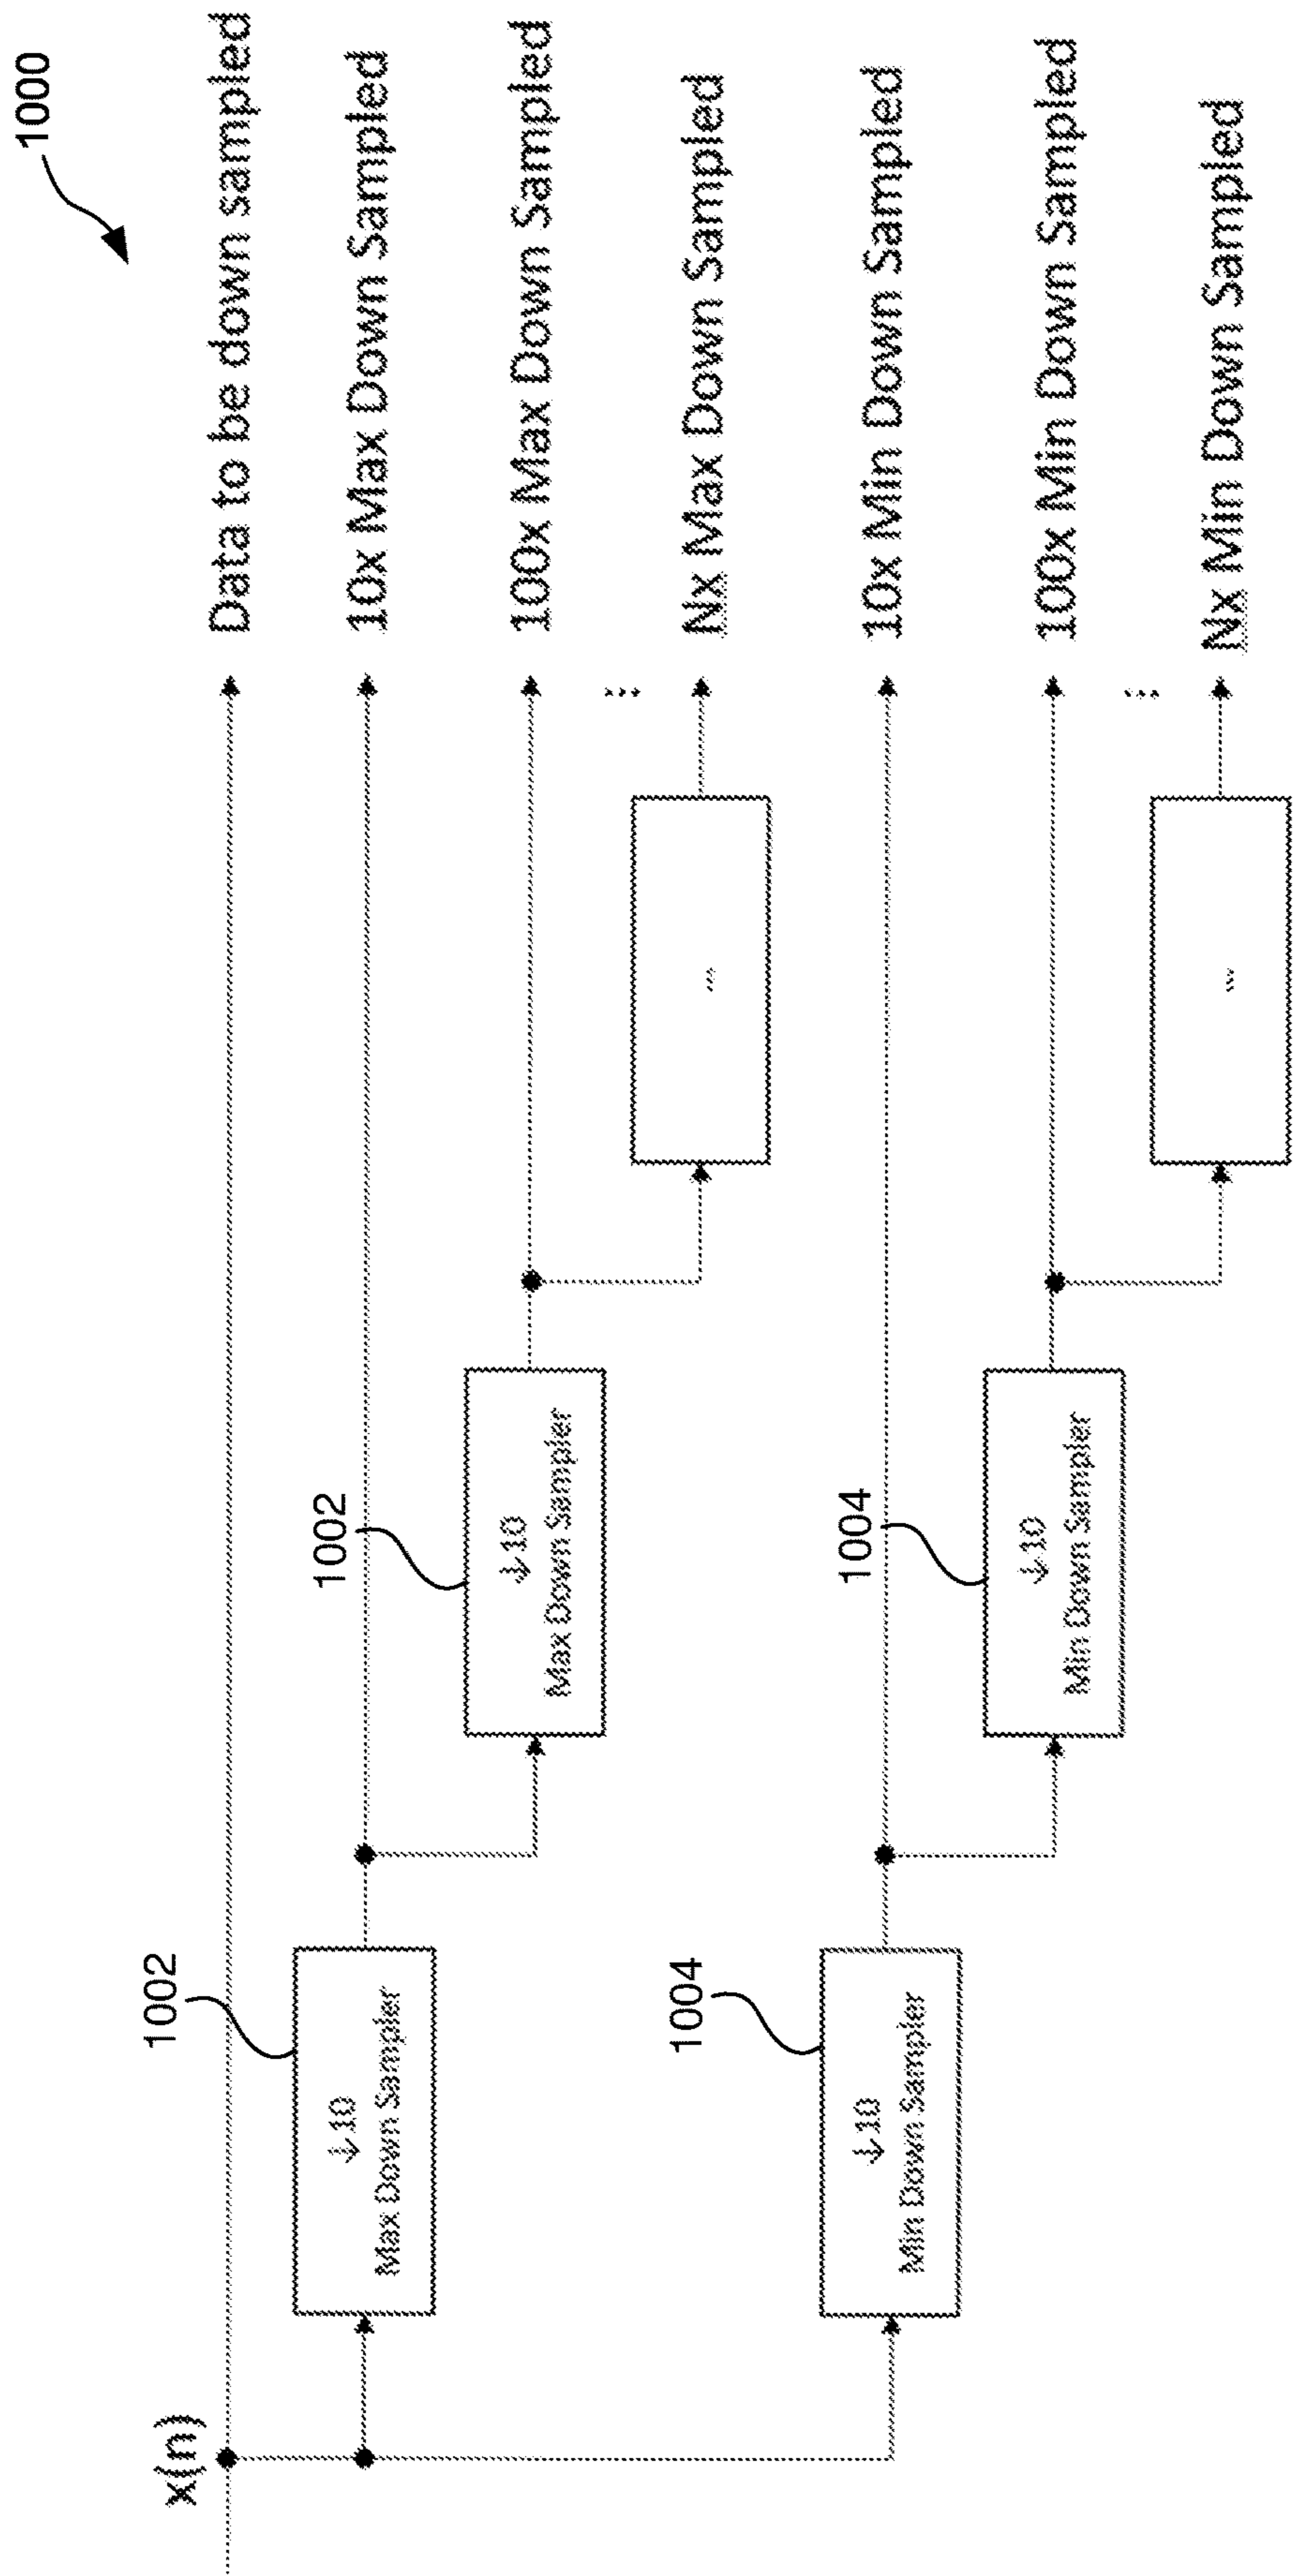 1000
x(n)
Data to be down sampled
1002
↓10
Max Down Sampler
10x Max Down Sampled
1002
↓10
Max Down Sampler
100x Max Down Sampled
...
...
Nx Max Down Sampled
1004
↓10
Min Down Sampler
10x Min Down Sampled
1004
↓10
Min Down Sampler
100x Min Down Sampled
...
...
Nx Min Down Sampled